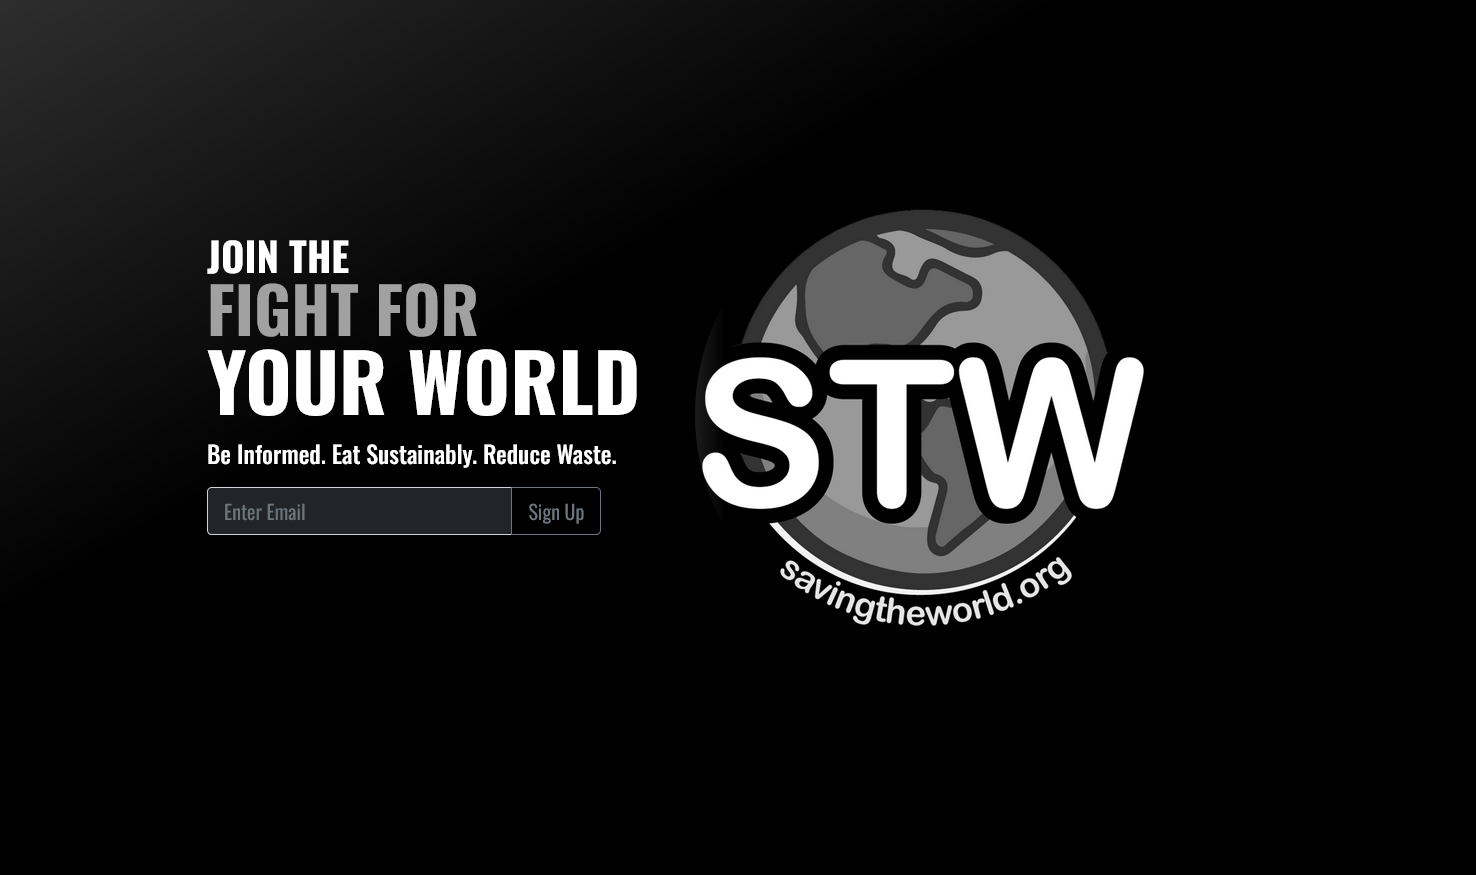 JOIN THE
FIGHT FOR
YOUR WORLD
Be Informed. Eat Sustainably. Reduce Waste.
Enter Email
Sign Up
STW
savingtheworld.org